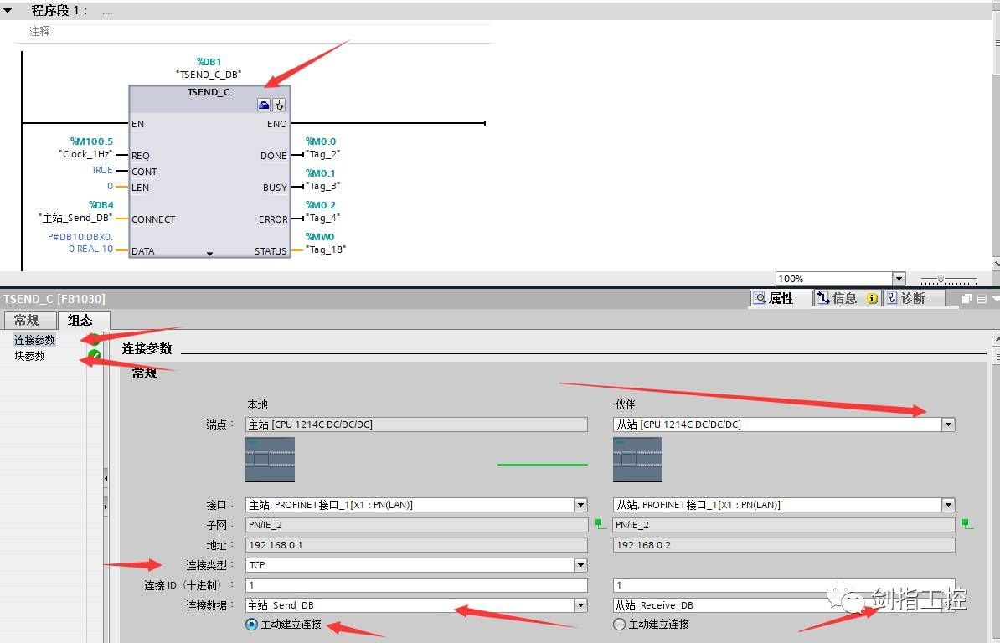 程序段 1： .....
注释
%DB1
"TSEND_C_DB"
TSEND_C
EN ENO
%M100.5 %M0.0
"Clock_1Hz" REQ DONE "Tag_2"
TRUE CONT %M0.1
0 LEN BUSY "Tag_3"
%DB4 %M0.2
"主站_Send_DB" CONNECT ERROR "Tag_4"
P#DB10.DBX0. %MW0
0 REAL 10 DATA STATUS "Tag_18"
100%
TSEND_C [FB1030] 属性 信息 诊断
常规 组态
连接参数
块参数
连接参数
常规
本地 伙伴
端点： 主站 [CPU 1214C DC/DC/DC] 从站 [CPU 1214C DC/DC/DC]
接口： 主站, PROFINET接口_1[X1 : PN(LAN)] 从站, PROFINET接口_1[X1 : PN(LAN)]
子网： PN/IE_2 PN/IE_2
地址： 192.168.0.1 192.168.0.2
连接类型： TCP
连接 ID（十进制）： 1 1
连接数据： 主站_Send_DB 从站_Receive_DB
主动建立连接 主动建立连接
剑指工控